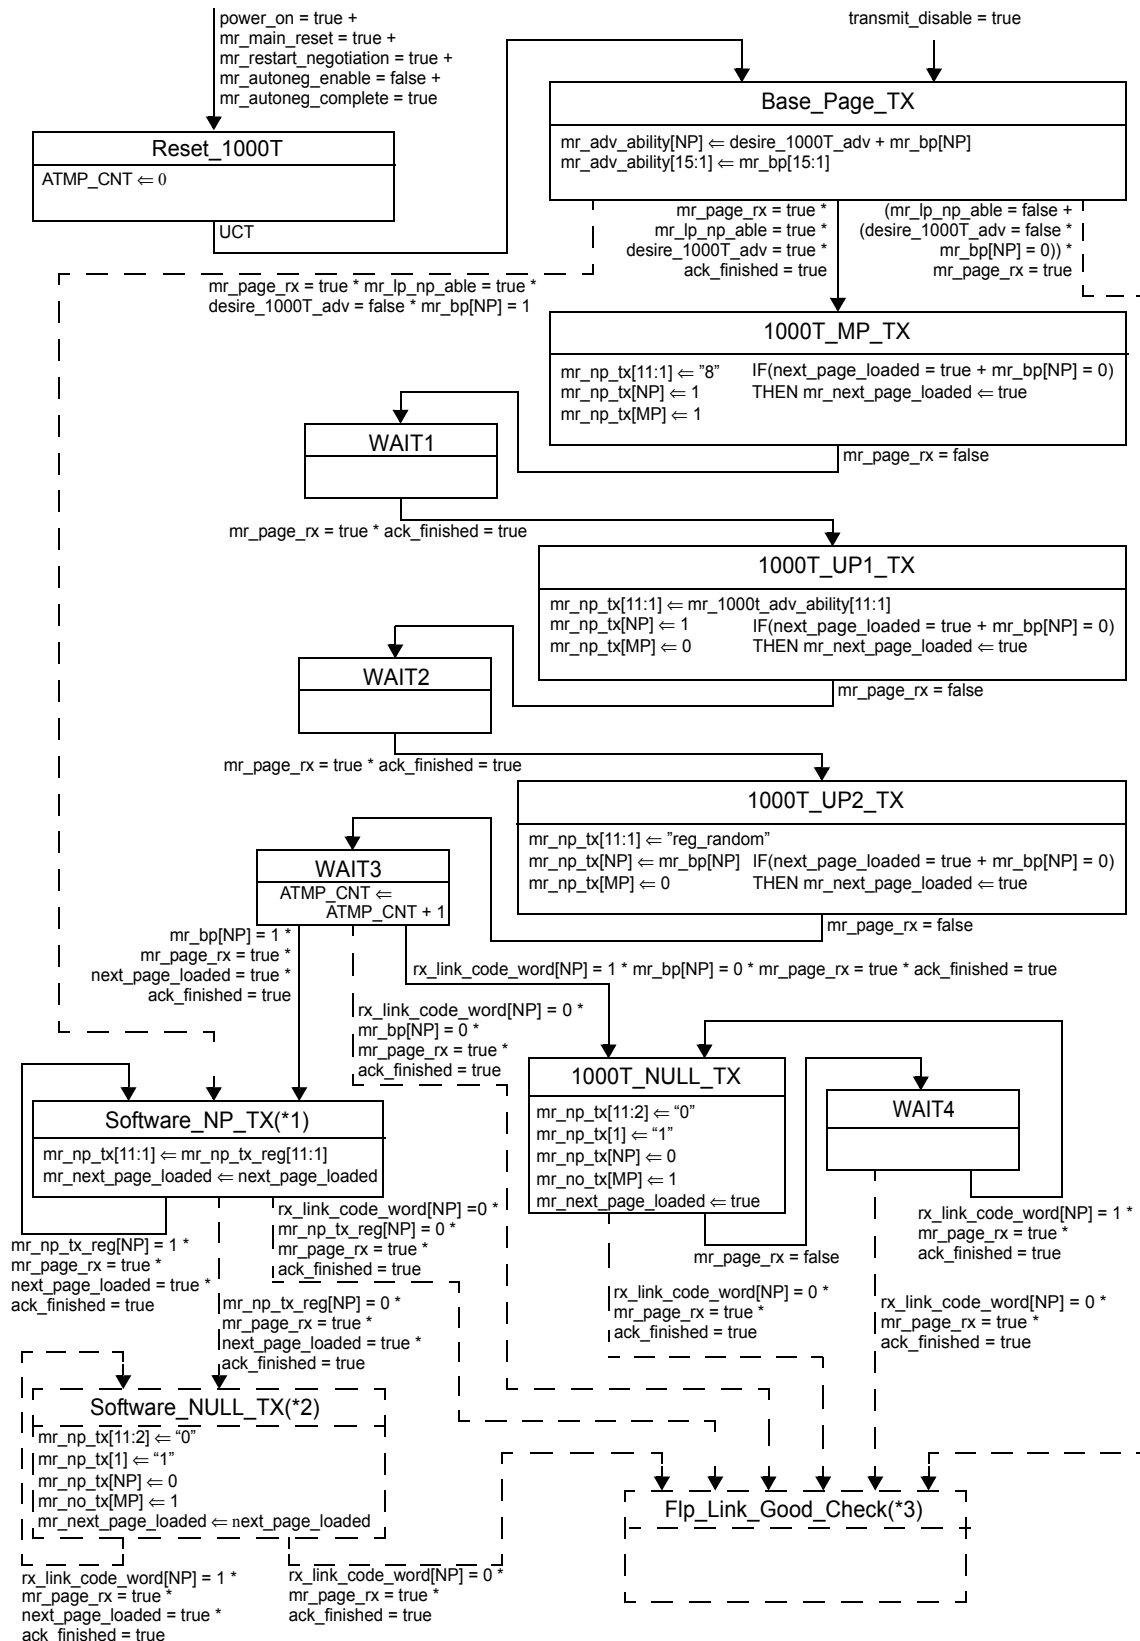 power_on = true +
mr_main_reset = true +
mr_restart_negotiation = true +
mr_autoneg_enable = false +
mr_autoneg_complete = true
transmit_disable = true
Reset_1000T
ATMP_CNT ⇐ 0
UCT
Base_Page_TX
mr_adv_ability[NP] ⇐ desire_1000T_adv + mr_bp[NP]
mr_adv_ability[15:1] ⇐ mr_bp[15:1]
mr_page_rx = true *
mr_lp_np_able = true *
desire_1000T_adv = true *
ack_finished = true
(mr_lp_np_able = false +
(desire_1000T_adv = false *
mr_bp[NP] = 0)) *
mr_page_rx = true
mr_page_rx = true * mr_lp_np_able = true *
desire_1000T_adv = false * mr_bp[NP] = 1
1000T_MP_TX
mr_np_tx[11:1] ⇐ "8" IF(next_page_loaded = true + mr_bp[NP] = 0)
mr_np_tx[NP] ⇐ 1 THEN mr_next_page_loaded ⇐ true
mr_np_tx[MP] ⇐ 1
mr_page_rx = false
WAIT1
mr_page_rx = true * ack_finished = true
1000T_UP1_TX
mr_np_tx[11:1] ⇐ mr_1000t_adv_ability[11:1]
mr_np_tx[NP] ⇐ 1 IF(next_page_loaded = true + mr_bp[NP] = 0)
mr_np_tx[MP] ⇐ 0 THEN mr_next_page_loaded ⇐ true
mr_page_rx = false
WAIT2
mr_page_rx = true * ack_finished = true
1000T_UP2_TX
mr_np_tx[11:1] ⇐ "reg_random"
mr_np_tx[NP] ⇐ mr_bp[NP] IF(next_page_loaded = true + mr_bp[NP] = 0)
mr_np_tx[MP] ⇐ 0 THEN mr_next_page_loaded ⇐ true
mr_page_rx = false
WAIT3
ATMP_CNT ⇐
ATMP_CNT + 1
mr_bp[NP] = 1 *
mr_page_rx = true *
next_page_loaded = true *
ack_finished = true
rx_link_code_word[NP] = 1 * mr_bp[NP] = 0 * mr_page_rx = true * ack_finished = true
rx_link_code_word[NP] = 0 *
mr_bp[NP] = 0 *
mr_page_rx = true *
ack_finished = true
1000T_NULL_TX
mr_np_tx[11:2] ⇐ “0”
mr_np_tx[1] ⇐ “1”
mr_np_tx[NP] ⇐ 0
mr_no_tx[MP] ⇐ 1
mr_next_page_loaded ⇐ true
mr_page_rx = false
WAIT4
rx_link_code_word[NP] = 1 *
mr_page_rx = true *
ack_finished = true
Software_NP_TX(*1)
mr_np_tx[11:1] ⇐ mr_np_tx_reg[11:1]
mr_next_page_loaded ⇐ next_page_loaded
mr_np_tx_reg[NP] = 1 *
mr_page_rx = true *
next_page_loaded = true *
ack_finished = true
rx_link_code_word[NP] =0 *
mr_np_tx_reg[NP] = 0 *
mr_page_rx = true *
ack_finished = true
mr_np_tx_reg[NP] = 0 *
mr_page_rx = true *
next_page_loaded = true *
ack_finished = true
rx_link_code_word[NP] = 0 *
mr_page_rx = true *
ack_finished = true
rx_link_code_word[NP] = 0 *
mr_page_rx = true *
ack_finished = true
Software_NULL_TX(*2)
mr_np_tx[11:2] ⇐ “0”
mr_np_tx[1] ⇐ “1”
mr_np_tx[NP] ⇐ 0
mr_no_tx[MP] ⇐ 1
mr_next_page_loaded ⇐ next_page_loaded
Flp_Link_Good_Check(*3)
rx_link_code_word[NP] = 1 *
mr_page_rx = true *
next_page_loaded = true *
ack_finished = true
rx_link_code_word[NP] = 0 *
mr_page_rx = true *
ack_finished = true